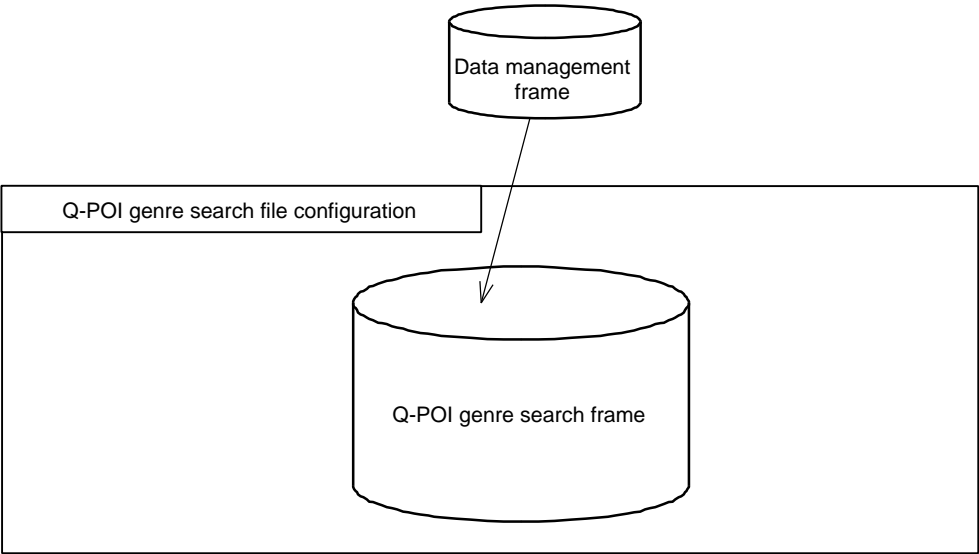 Data management
frame
Q-POI genre search file configuration
Q-POI genre search frame